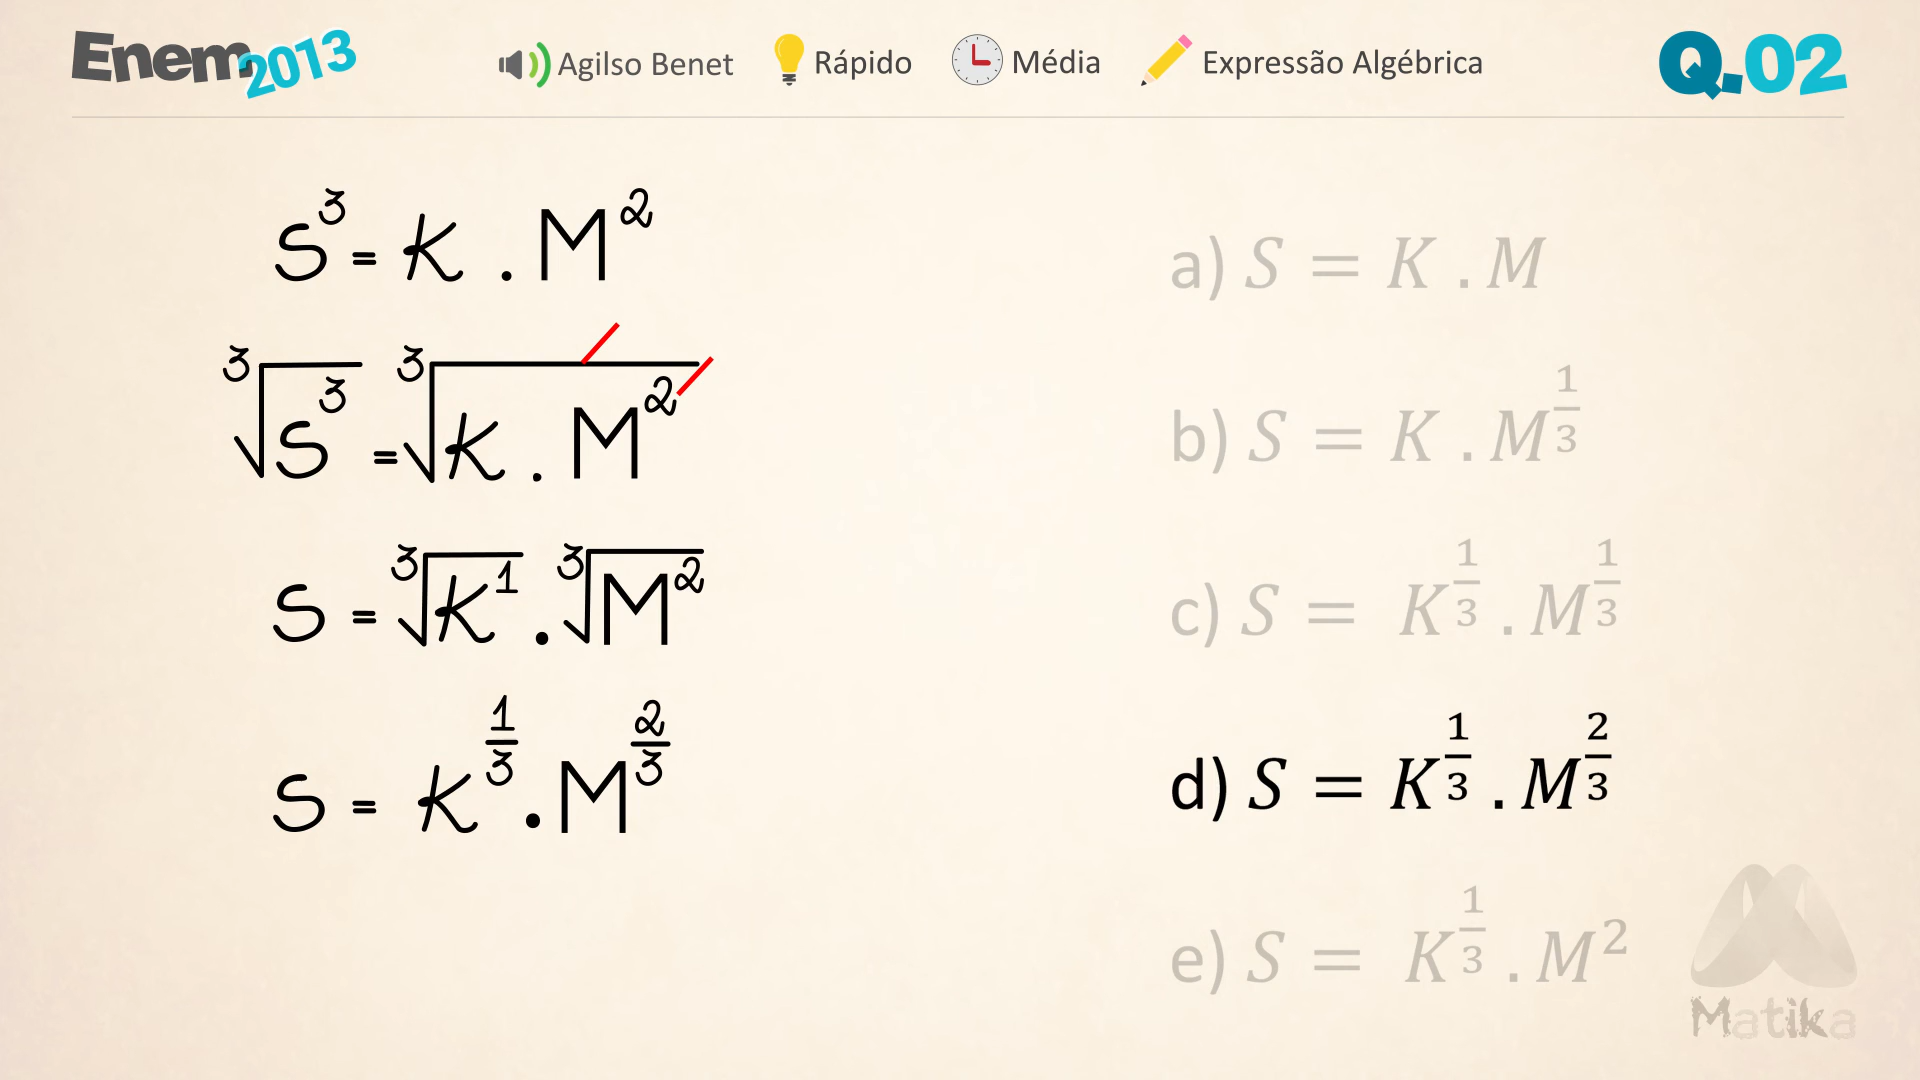 Enem 2013 Agilso Benet Rápido Média Expressão Algébrica Q.02
S³ = K . M²
∛S³ = ∛K . M²
S = ∛K¹ . ∛M²
S = K^(1/3) . M^(2/3)
a) S = K . M
b) S = K . M^(1/3)
c) S = K^(1/3) . M^(1/3)
d) S = K^(1/3) . M^(2/3)
e) S = K^(1/3) . M²
Matika